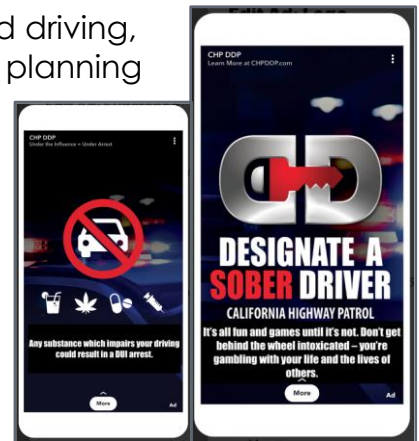 d driving,
planning
CHP DDP
Under the Influence = Under Arrest
Any substance which impairs your driving
could result in a DUI arrest.
More
Ad
CHP DDP
Learn More at CHPDDP.com
DESIGNATE A
SOBER DRIVER
CALIFORNIA HIGHWAY PATROL
It's all fun and games until it's not. Don't get
behind the wheel intoxicated – you're
gambling with your life and the lives of
others.
More
Ad